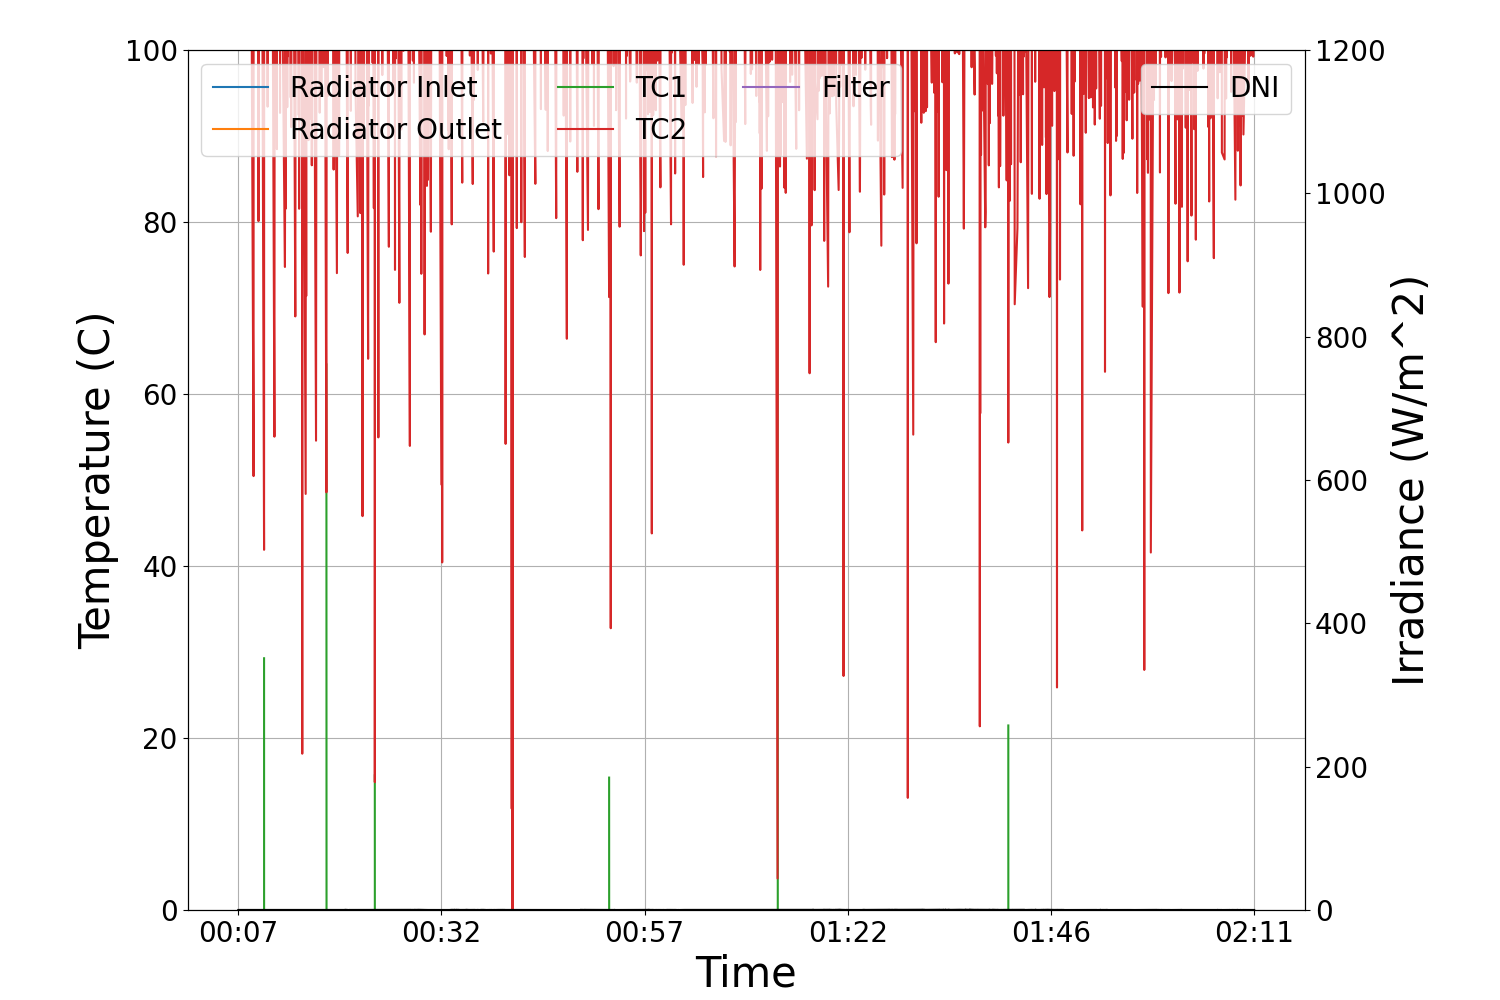 100
80
60
40
20
0
Temperature (C)
Radiator Inlet
Radiator Outlet
TC1
TC2
Filter
DNI
1200
1000
800
600
400
200
0
Irradiance (W/m^2)
00:07
00:32
00:57
01:22
01:46
02:11
Time